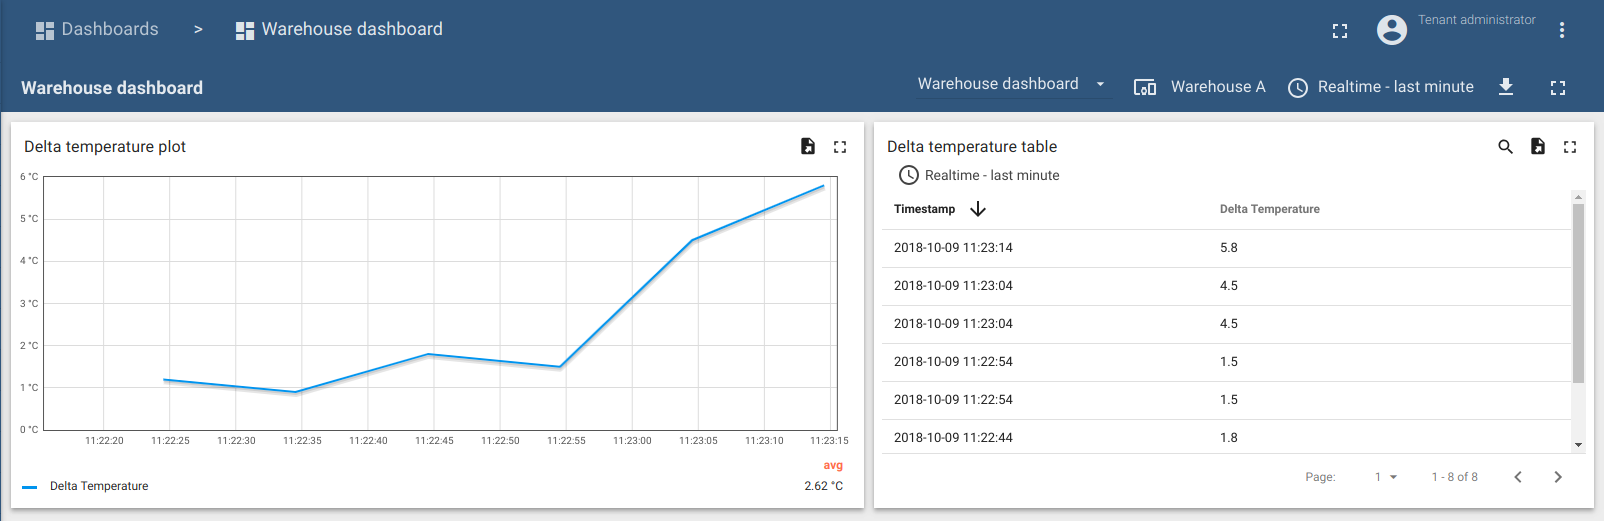 Dashboards > Warehouse dashboard
Tenant administrator
Warehouse dashboard
Warehouse dashboard Warehouse A Realtime - last minute
Delta temperature plot
6 °C
5 °C
4 °C
3 °C
2 °C
1 °C
0 °C
11:22:20 11:22:25 11:22:30 11:22:35 11:22:40 11:22:45 11:22:50 11:22:55 11:23:00 11:23:05 11:23:10 11:23:15
avg
Delta Temperature 2.62 °C
Delta temperature table
Realtime - last minute
Timestamp Delta Temperature
2018-10-09 11:23:14 5.8
2018-10-09 11:23:04 4.5
2018-10-09 11:23:04 4.5
2018-10-09 11:22:54 1.5
2018-10-09 11:22:54 1.5
2018-10-09 11:22:44 1.8
Page: 1 1 - 8 of 8